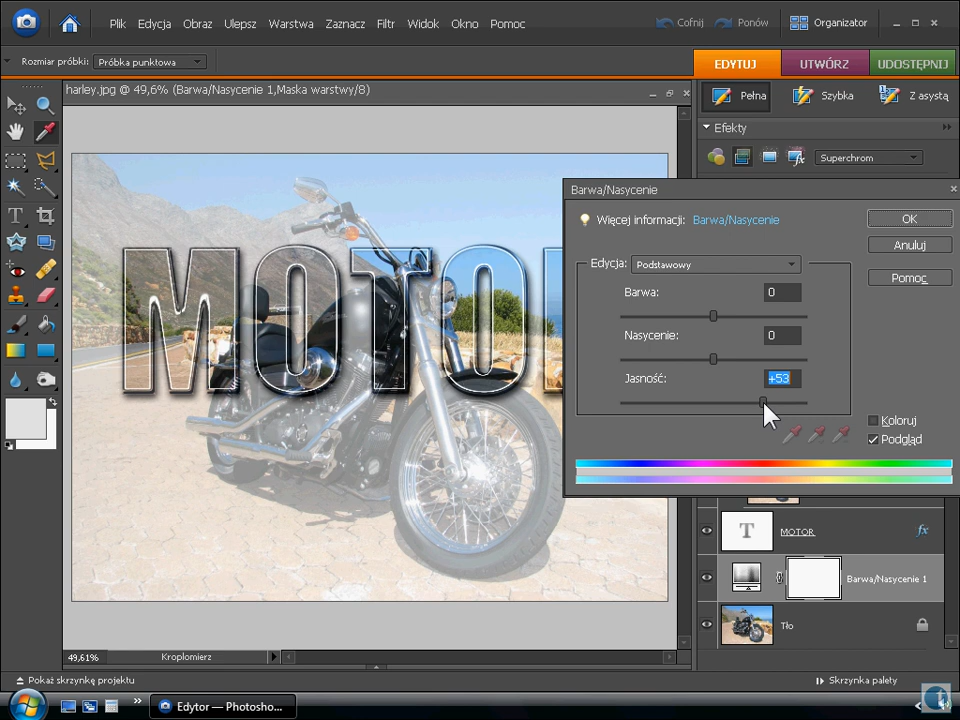 Plik Edycja Obraz Ulepsz Warstwa Zaznacz Filtr Widok Okno Pomoc Cofnij Ponów Organizator
Rozmiar próbki: Próbka punktowa EDYTUJ UTWÓRZ UDOSTĘPNIJ
harley.jpg @ 49,6% (Barwa/Nasycenie 1,Maska warstwy/8) Pełna Szybka Z asystą
Efekty
Superchrom
Barwa/Nasycenie
Więcej informacji: Barwa/Nasycenie OK
Anuluj
Edycja: Podstawowy Pomoc
Barwa: 0
Nasycenie: 0
Jasność: +53
Koloruj
Podgląd
MOTO
T MOTOR fx
Barwa/Nasycenie 1
Tło
49,61% Kroplomierz
Pokaż skrzynkę projektu Skrzynka palety
Edytor — Photosho...